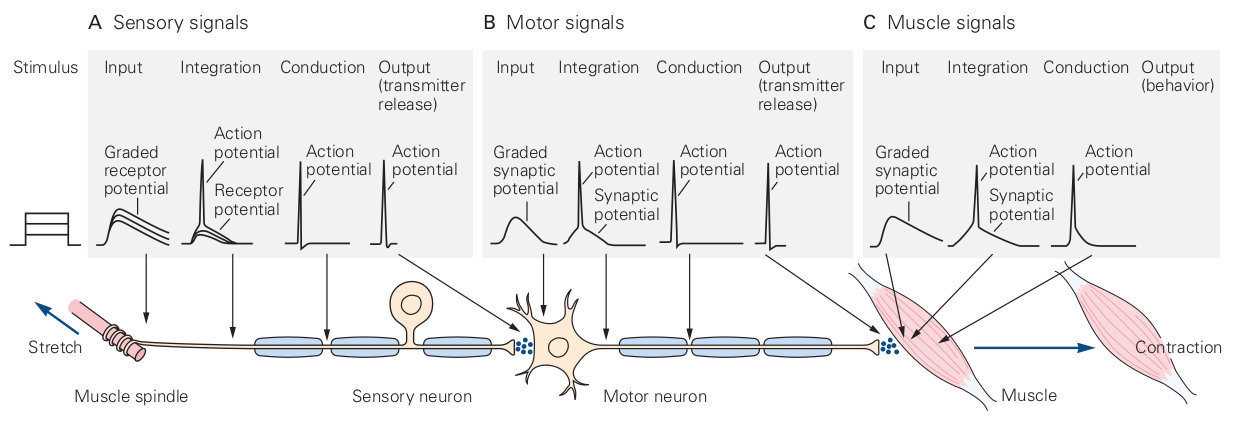 A Sensory signals
B Motor signals
C Muscle signals
Stimulus
Input
Integration
Conduction
Output
(transmitter
release)
Input
Integration
Conduction
Output
(transmitter
release)
Input
Integration
Conduction
Output
(behavior)
Graded
receptor
potential
Action
potential
Receptor
potential
Action
potential
Action
potential
Graded
synaptic
potential
Action
potential
Synaptic
potential
Action
potential
Action
potential
Graded
synaptic
potential
Action
potential
Synaptic
potential
Action
potential
Stretch
Contraction
Muscle spindle
Sensory neuron
Motor neuron
Muscle